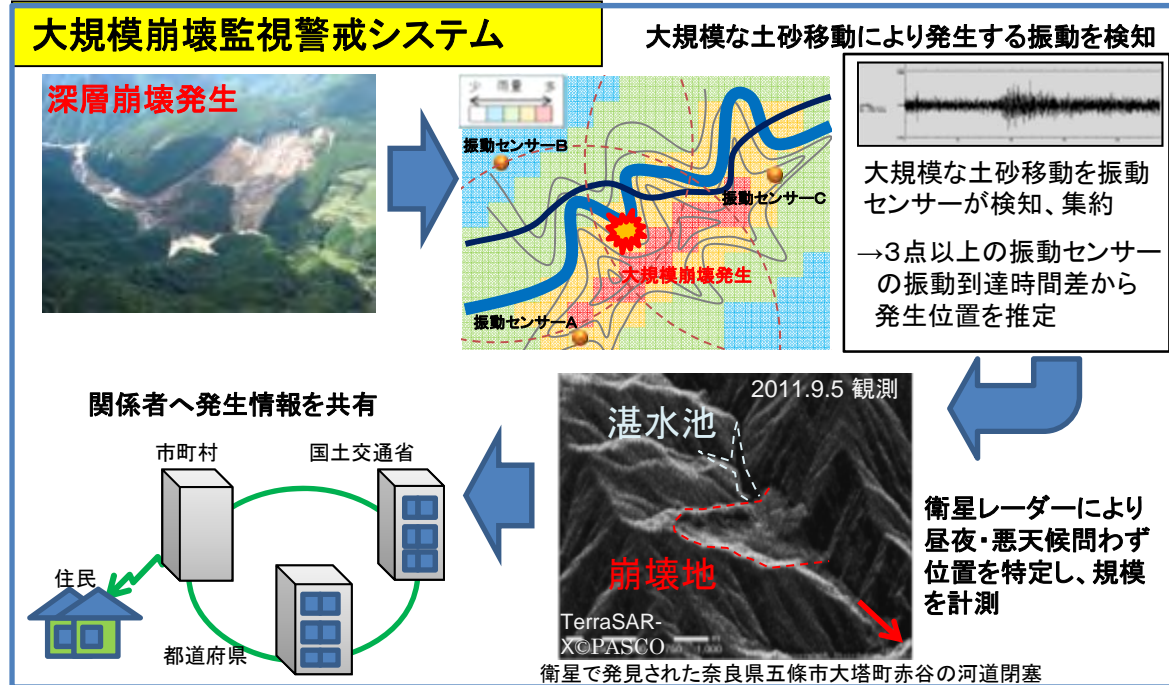 大規模崩壊監視警戒システム
大規模な土砂移動により発生する振動を検知
深層崩壊発生
少 雨量 多
振動センサーB
振動センサーC
大規模崩壊発生
振動センサーA
大規模な土砂移動を振動
センサーが検知、集約
→3点以上の振動センサー
の振動到達時間差から
発生位置を推定
関係者へ発生情報を共有
市町村
国土交通省
住民
都道府県
2011.9.5 観測
湛水池
崩壊地
TerraSAR-
X©PASCO
衛星レーダーにより
昼夜・悪天候問わず
位置を特定し、規模
を計測
衛星で発見された奈良県五條市大塔町赤谷の河道閉塞